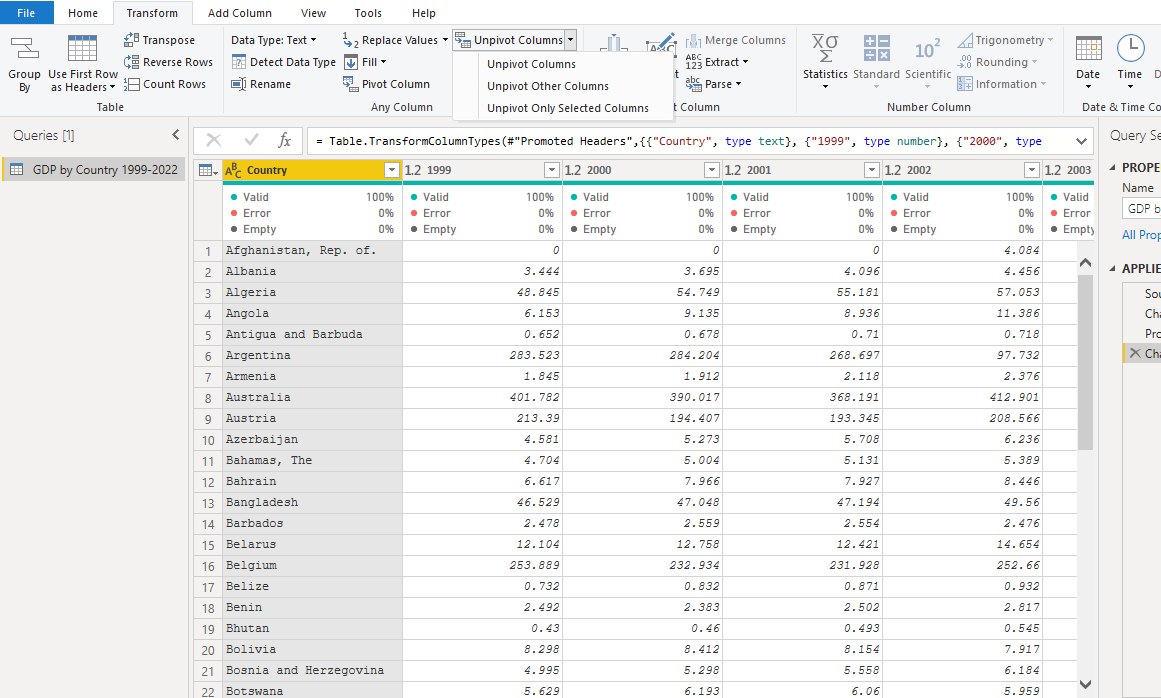 File Home Transform Add Column View Tools Help
Group By
Use First Row as Headers
Transpose
Reverse Rows
Count Rows
Table
Data Type: Text
Detect Data Type
Rename
1 2 Replace Values
Fill
Pivot Column
Any Column
Unpivot Columns
Unpivot Columns
Unpivot Other Columns
Unpivot Only Selected Columns
Merge Columns
ABC 123 Extract
abc Parse
t Column
XΣ Statistics
Standard
10² Scientific
Trigonometry
.00 Rounding
Information
Number Column
Date
Time
D
Date & Time Co
Queries [1]
GDP by Country 1999-2022
fx = Table.TransformColumnTypes(#"Promoted Headers",{{"Country", type text}, {"1999", type number}, {"2000", type
ABC Country 1.2 1999 1.2 2000 1.2 2001 1.2 2002 1.2 2003
Valid 100% Valid 100% Valid 100% Valid 100% Valid 100% Valid
Error 0% Error 0% Error 0% Error 0% Error 0% Error
Empty 0% Empty 0% Empty 0% Empty 0% Empty 0% Empty
1 Afghanistan, Rep. of. 0 0 0 4.084
2 Albania 3.444 3.695 4.096 4.456
3 Algeria 48.845 54.749 55.181 57.053
4 Angola 6.153 9.135 8.936 11.386
5 Antigua and Barbuda 0.652 0.678 0.71 0.718
6 Argentina 283.523 284.204 268.697 97.732
7 Armenia 1.845 1.912 2.118 2.376
8 Australia 401.782 390.017 368.191 412.901
9 Austria 213.39 194.407 193.345 208.566
10 Azerbaijan 4.581 5.273 5.708 6.236
11 Bahamas, The 4.704 5.004 5.131 5.389
12 Bahrain 6.617 7.966 7.927 8.446
13 Bangladesh 46.529 47.048 47.194 49.56
14 Barbados 2.478 2.559 2.554 2.476
15 Belarus 12.104 12.758 12.421 14.654
16 Belgium 253.889 232.934 231.928 252.66
17 Belize 0.732 0.832 0.871 0.932
18 Benin 2.492 2.383 2.502 2.817
19 Bhutan 0.43 0.46 0.493 0.545
20 Bolivia 8.298 8.412 8.154 7.917
21 Bosnia and Herzegovina 4.995 5.298 5.558 6.184
22 Botswana 5.629 6.193 6.06 5.959
Query Se
PROPE
Name
GDP b
All Prop
APPLIE
Sou
Cha
Pro
Cha